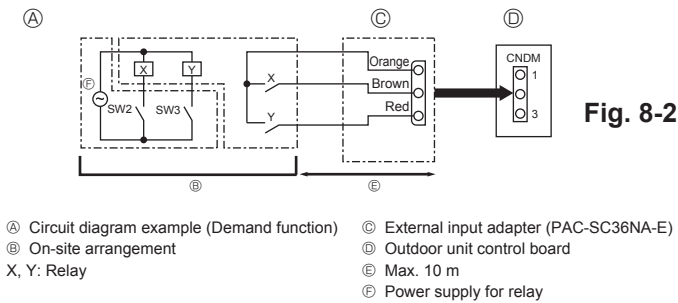 Ⓐ Ⓒ Ⓓ
Ⓕ X Y
SW2 SW3
X
Y
Orange
Brown
Red
CNDM
1
3
Fig. 8-2
Ⓑ Ⓔ
Ⓐ Circuit diagram example (Demand function)
Ⓑ On-site arrangement
X, Y: Relay
Ⓒ External input adapter (PAC-SC36NA-E)
Ⓓ Outdoor unit control board
Ⓔ Max. 10 m
Ⓕ Power supply for relay